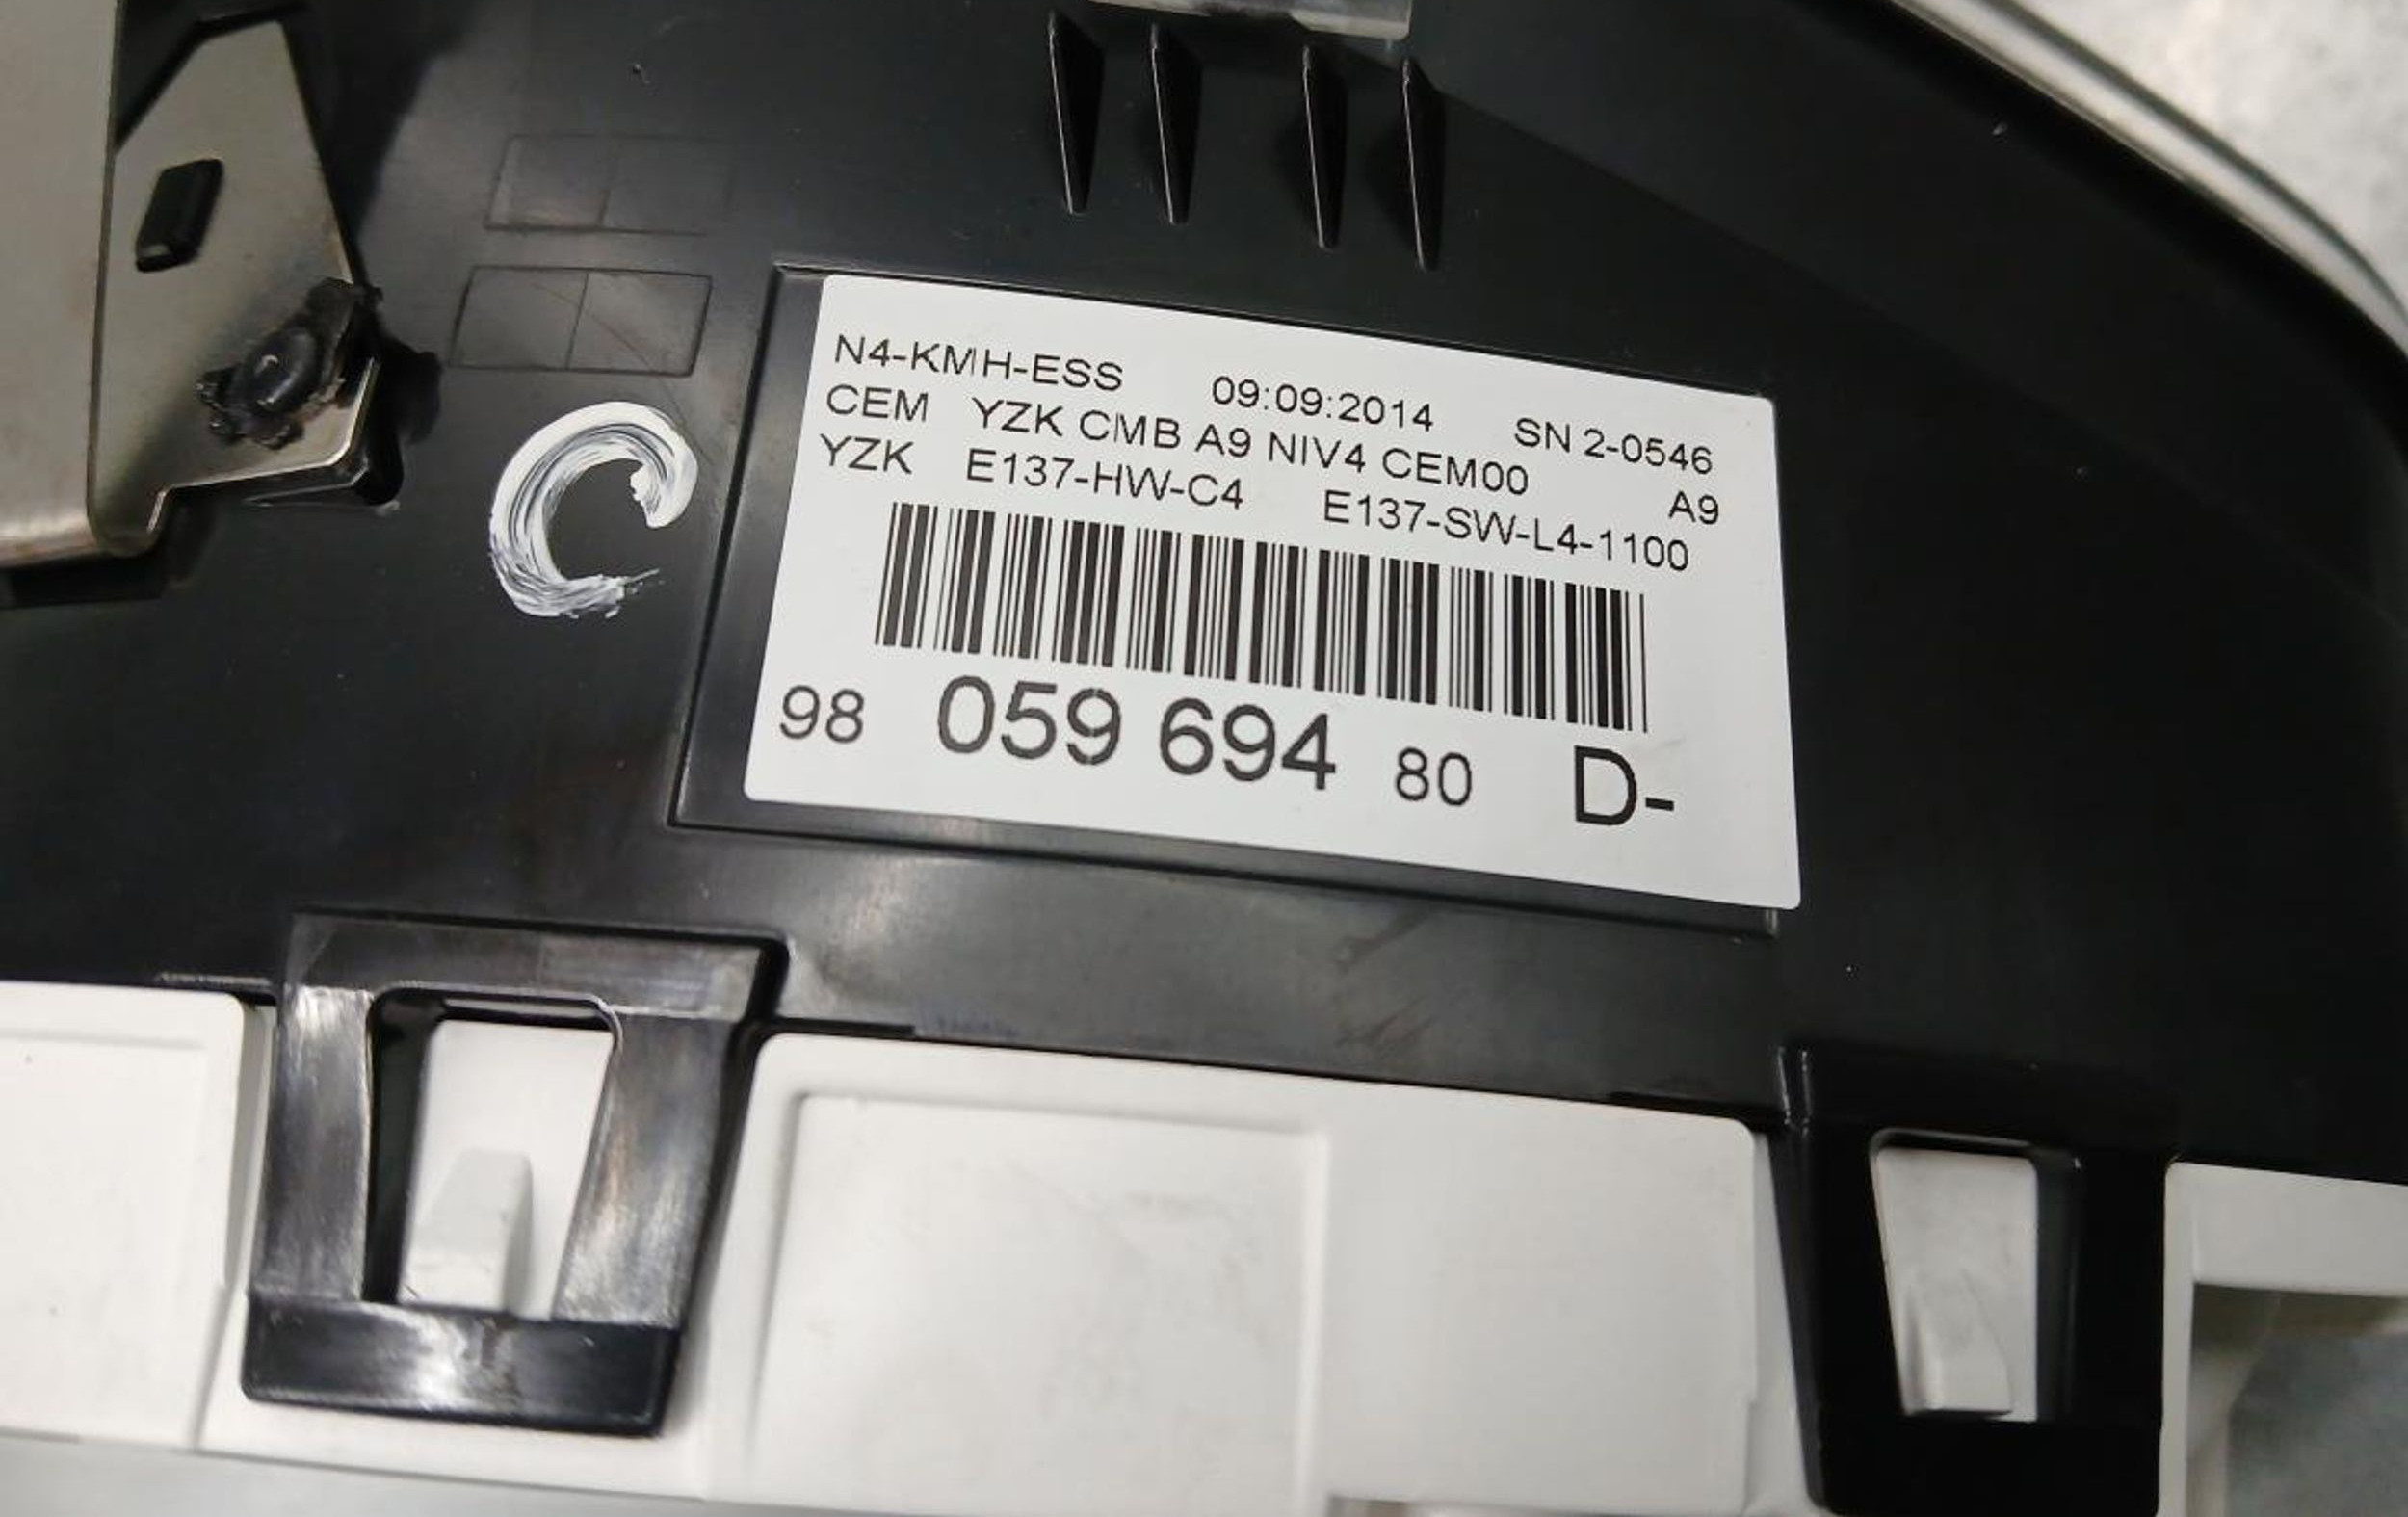 N4-KMH-ESS 09:09:2014 SN 2-0546
CEM YZK CMB A9 NIV4 CEM00 A9
YZK E137-HW-C4 E137-SW-L4-1100
98 059 694 80 D-
C